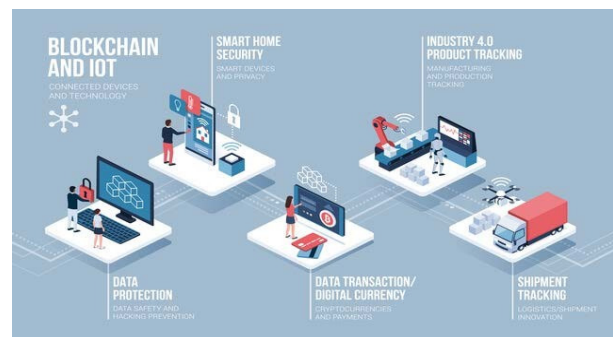 BLOCKCHAIN
AND IOT
CONNECTED DEVICES
AND TECHNOLOGY
SMART HOME
SECURITY
SMART DEVICES
AND PRIVACY
INDUSTRY 4.0
PRODUCT TRACKING
MANUFACTURING
AND PRODUCTION
TRACKING
DATA
PROTECTION
DATA SAFETY AND
HACKING PREVENTION
DATA TRANSACTION/
DIGITAL CURRENCY
CRYPTOCURRENCIES
AND PAYMENTS
SHIPMENT
TRACKING
LOGISTICS/SHIPMENT
INNOVATION